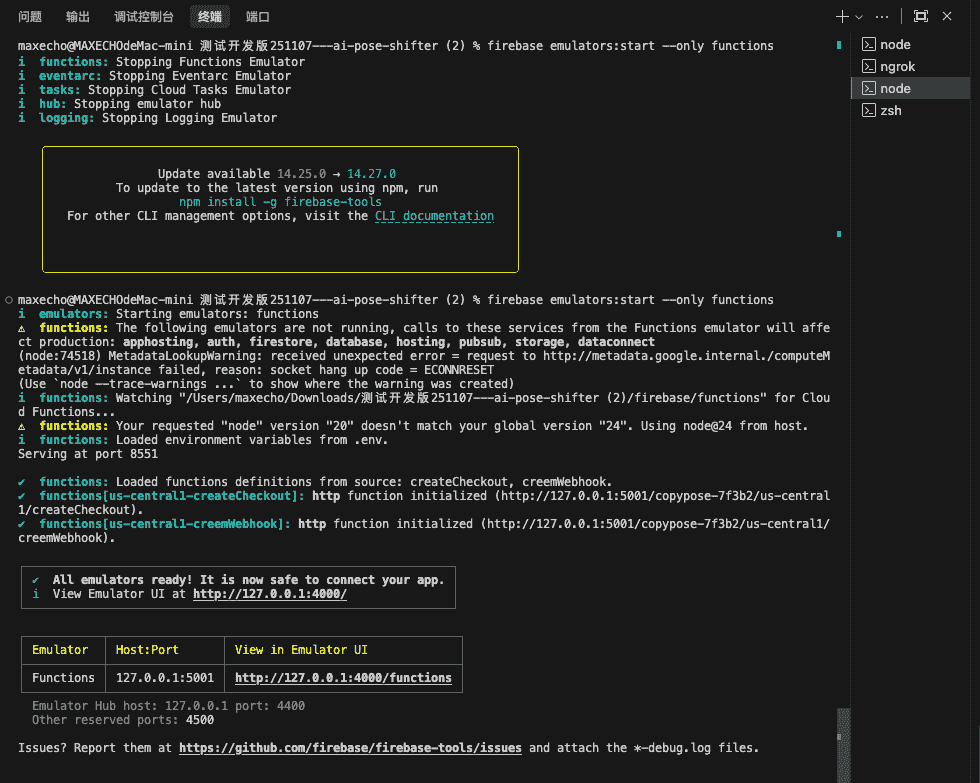 问题 输出 调试控制台 终端 端口
maxecho@MAXECHOdeMac-mini 测试开发版251107---ai-pose-shifter (2) % firebase emulators:start --only functions
i functions: Stopping Functions Emulator
i eventarc: Stopping Eventarc Emulator
i tasks: Stopping Cloud Tasks Emulator
i hub: Stopping emulator hub
i logging: Stopping Logging Emulator
Update available 14.25.0 → 14.27.0
To update to the latest version using npm, run
npm install -g firebase-tools
For other CLI management options, visit the CLI documentation
maxecho@MAXECHOdeMac-mini 测试开发版251107---ai-pose-shifter (2) % firebase emulators:start --only functions
i emulators: Starting emulators: functions
⚠ functions: The following emulators are not running, calls to these services from the Functions emulator will affe
ct production: apphosting, auth, firestore, database, hosting, pubsub, storage, dataconnect
(node:74518) MetadataLookupWarning: received unexpected error = request to http://metadata.google.internal./computeM
etadata/v1/instance failed, reason: socket hang up code = ECONNRESET
(Use `node --trace-warnings ...` to show where the warning was created)
i functions: Watching "/Users/maxecho/Downloads/测试开发版251107---ai-pose-shifter (2)/firebase/functions" for Clou
d Functions...
⚠ functions: Your requested "node" version "20" doesn't match your global version "24". Using node@24 from host.
i functions: Loaded environment variables from .env.
Serving at port 8551
✔ functions: Loaded functions definitions from source: createCheckout, creemWebhook.
✔ functions[us-central1-createCheckout]: http function initialized (http://127.0.0.1:5001/copypose-7f3b2/us-central
1/createCheckout).
✔ functions[us-central1-creemWebhook]: http function initialized (http://127.0.0.1:5001/copypose-7f3b2/us-central1/
creemWebhook).
✔ All emulators ready! It is now safe to connect your app.
i View Emulator UI at http://127.0.0.1:4000/
Emulator Host:Port View in Emulator UI
Functions 127.0.0.1:5001 http://127.0.0.1:4000/functions
Emulator Hub host: 127.0.0.1 port: 4400
Other reserved ports: 4500
Issues? Report them at https://github.com/firebase/firebase-tools/issues and attach the *-debug.log files.
node
ngrok
node
zsh